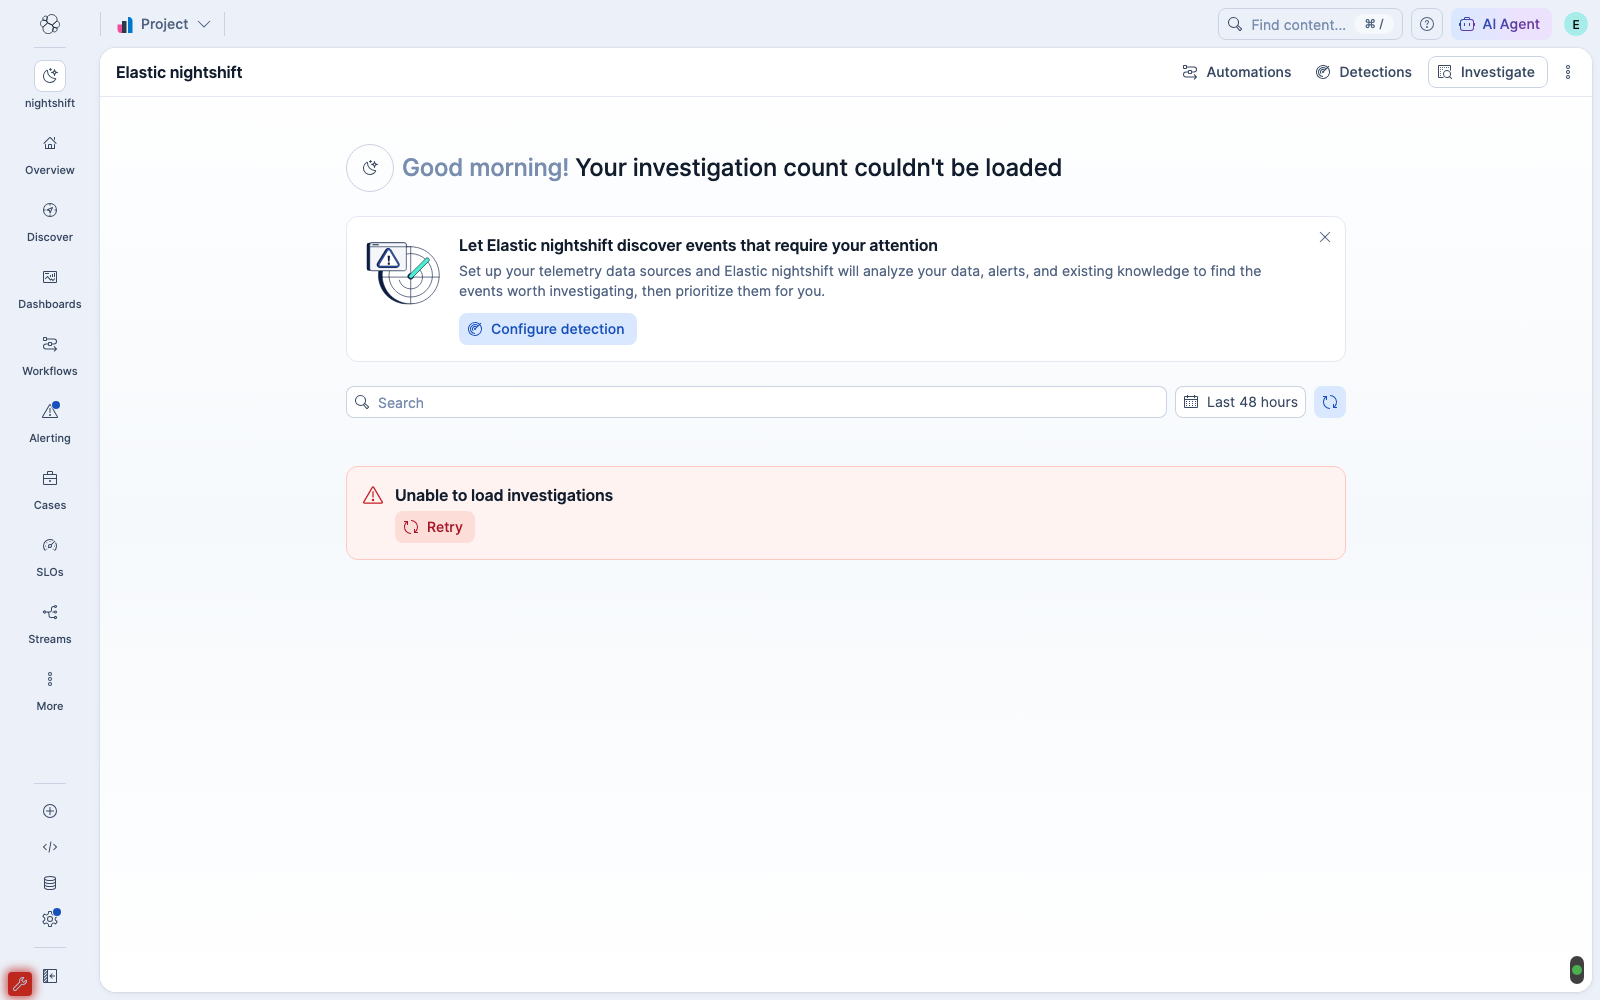 Project
Find content...
⌘ /
AI Agent
E
nightshift
Overview
Discover
Dashboards
Workflows
Alerting
Cases
SLOs
Streams
More
Elastic nightshift
Automations
Detections
Investigate
Good morning! Your investigation count couldn't be loaded
Let Elastic nightshift discover events that require your attention
Set up your telemetry data sources and Elastic nightshift will analyze your data, alerts, and existing knowledge to find the
events worth investigating, then prioritize them for you.
Configure detection
Search
Last 48 hours
Unable to load investigations
Retry